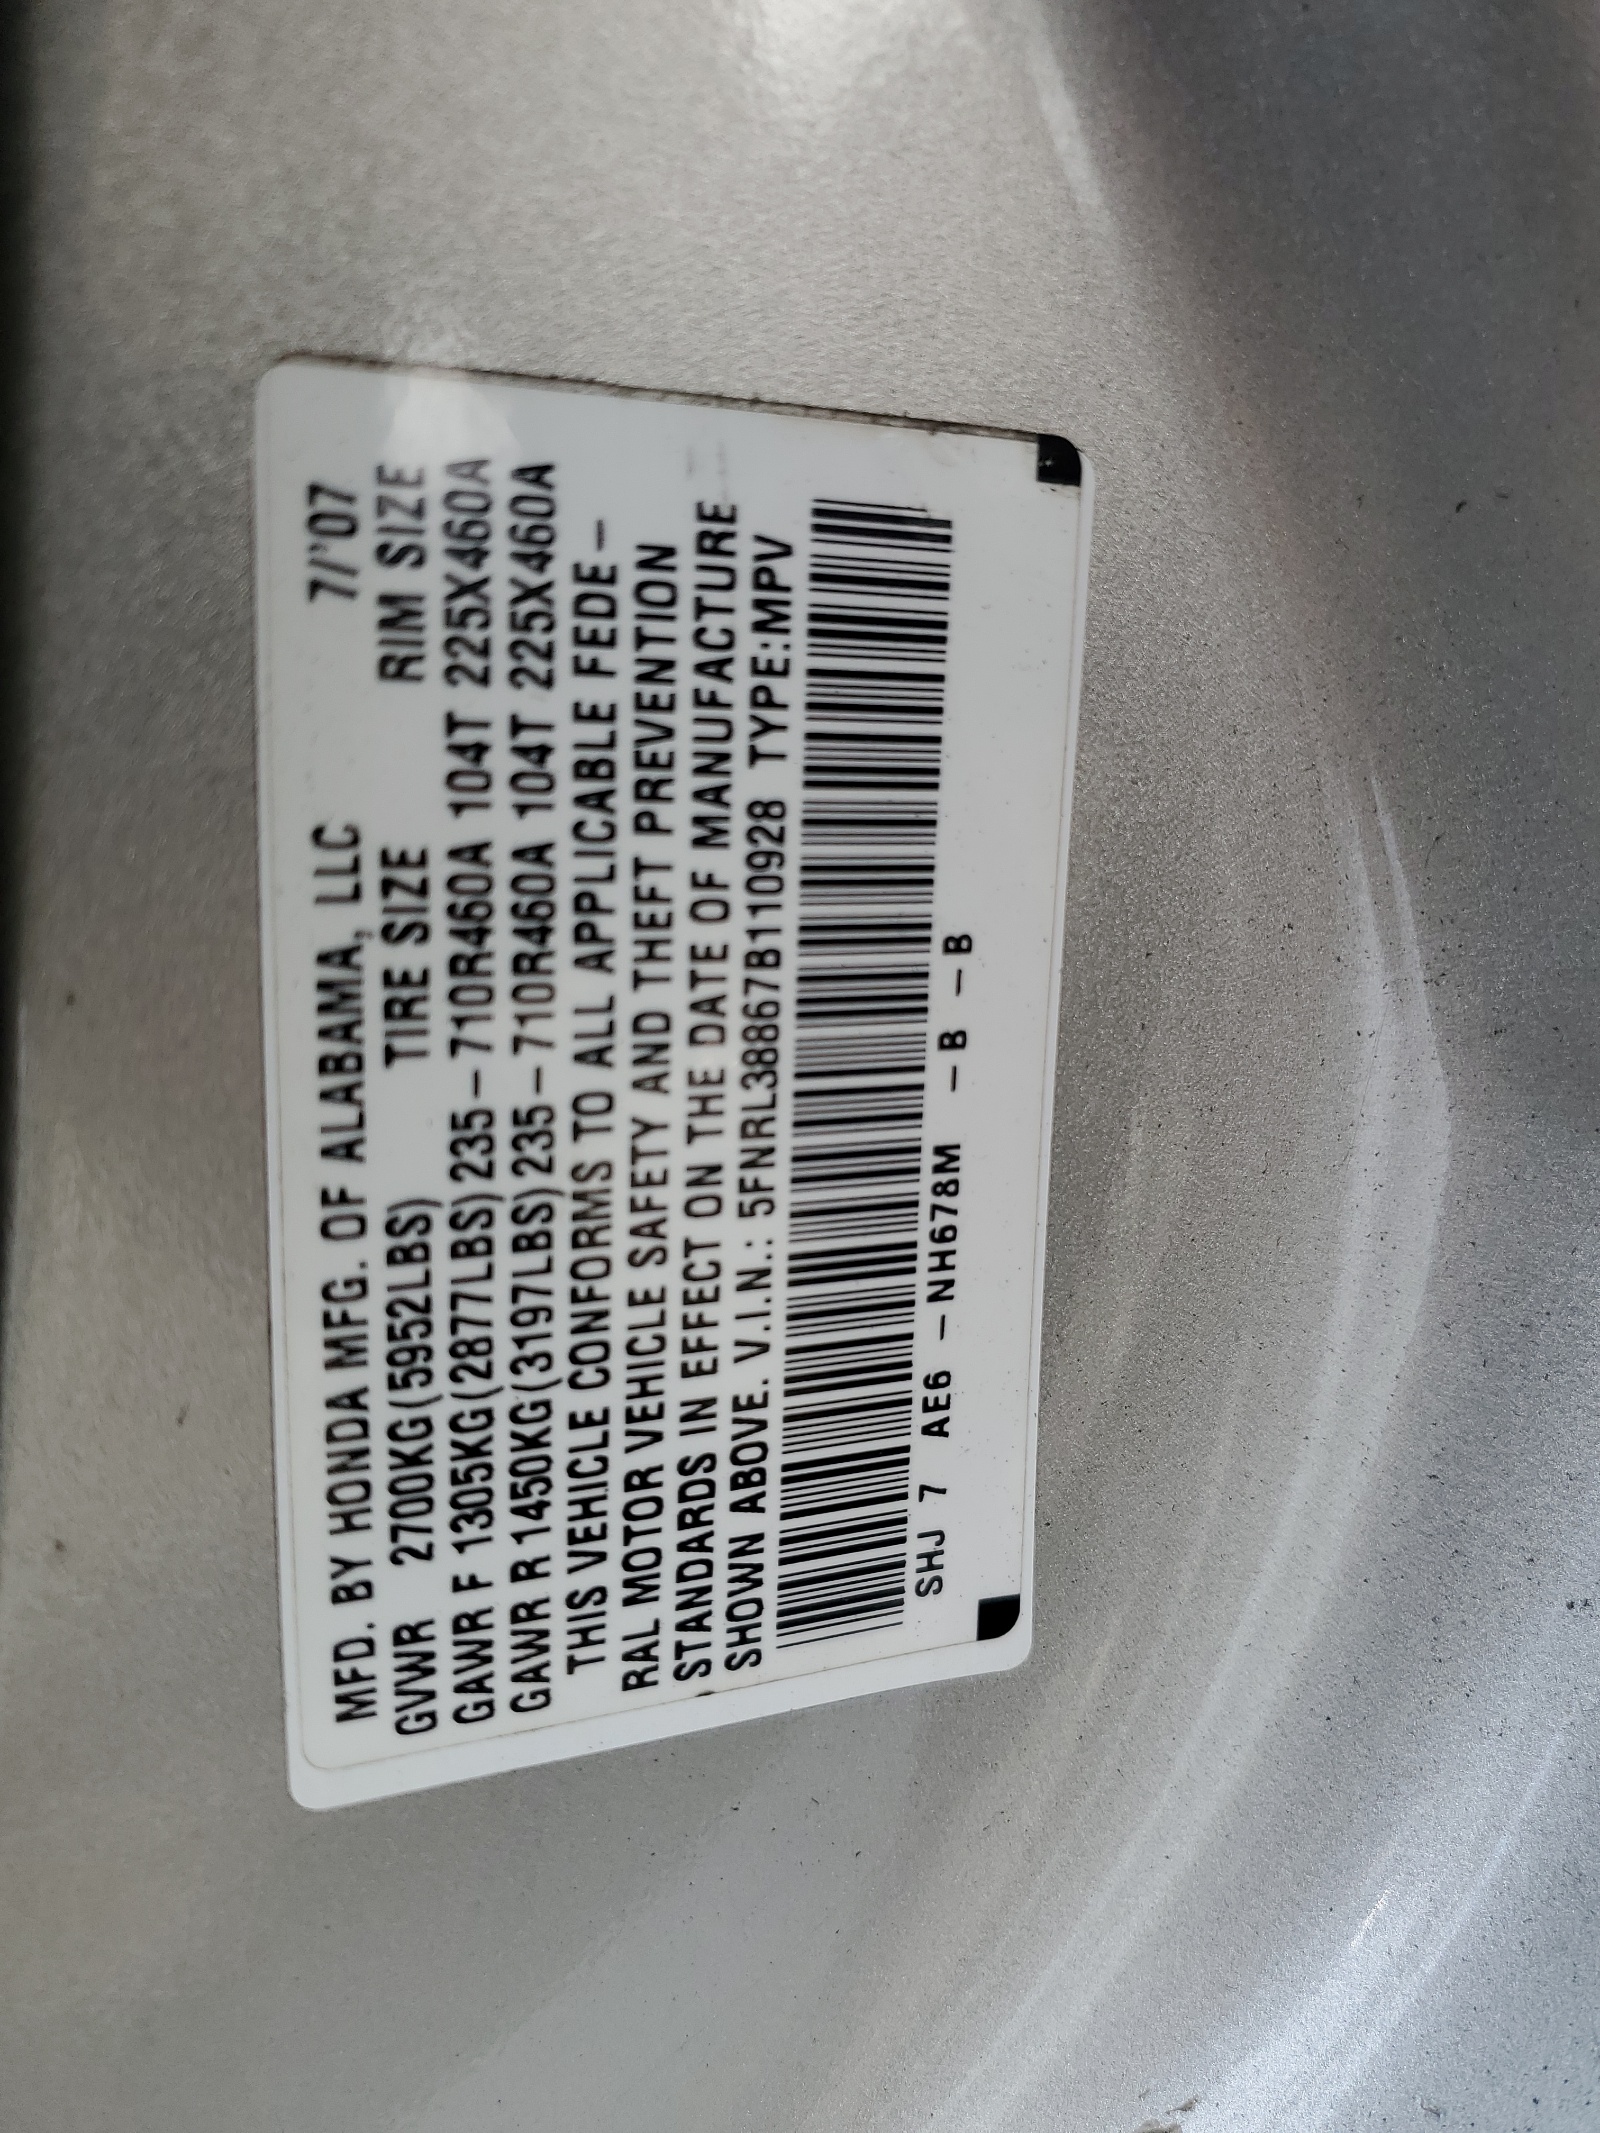 MFD. BY HONDA MFG. OF ALABAMA, LLC 7/'07
GVWR 2700KG(5952LBS) TIRE SIZE RIM SIZE
GAWR F 1305KG(2877LBS)235-710R460A 104T 225X460A
GAWR R 1450KG(3197LBS)235-710R460A 104T 225X460A
THIS VEHICLE CONFORMS TO ALL APPLICABLE FEDE-
RAL MOTOR VEHICLE SAFETY AND THEFT PREVENTION
STANDARDS IN EFFECT ON THE DATE OF MANUFACTURE
SHOWN ABOVE. V.I.N.: 5FNRL38867B110928 TYPE:MPV
SHJ 7 AE6 -NH678M -B -B